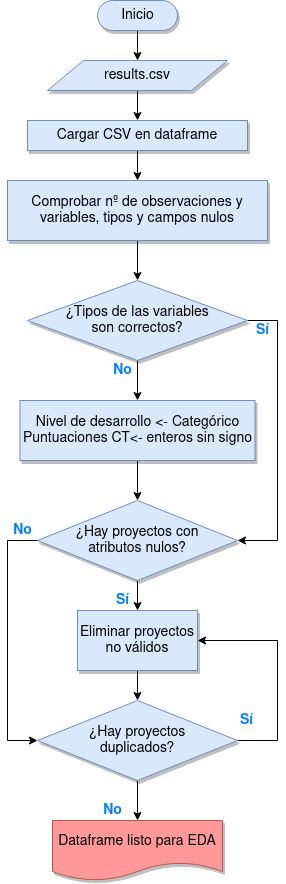 Inicio
results.csv
Cargar CSV en dataframe
Comprobar nº de observaciones y
variables, tipos y campos nulos
¿Tipos de las variables
son correctos?
Sí
No
Nivel de desarrollo <- Categórico
Puntuaciones CT<- enteros sin signo
¿Hay proyectos con
atributos nulos?
No
Sí
Eliminar proyectos
no válidos
¿Hay proyectos
duplicados?
Sí
No
Dataframe listo para EDA